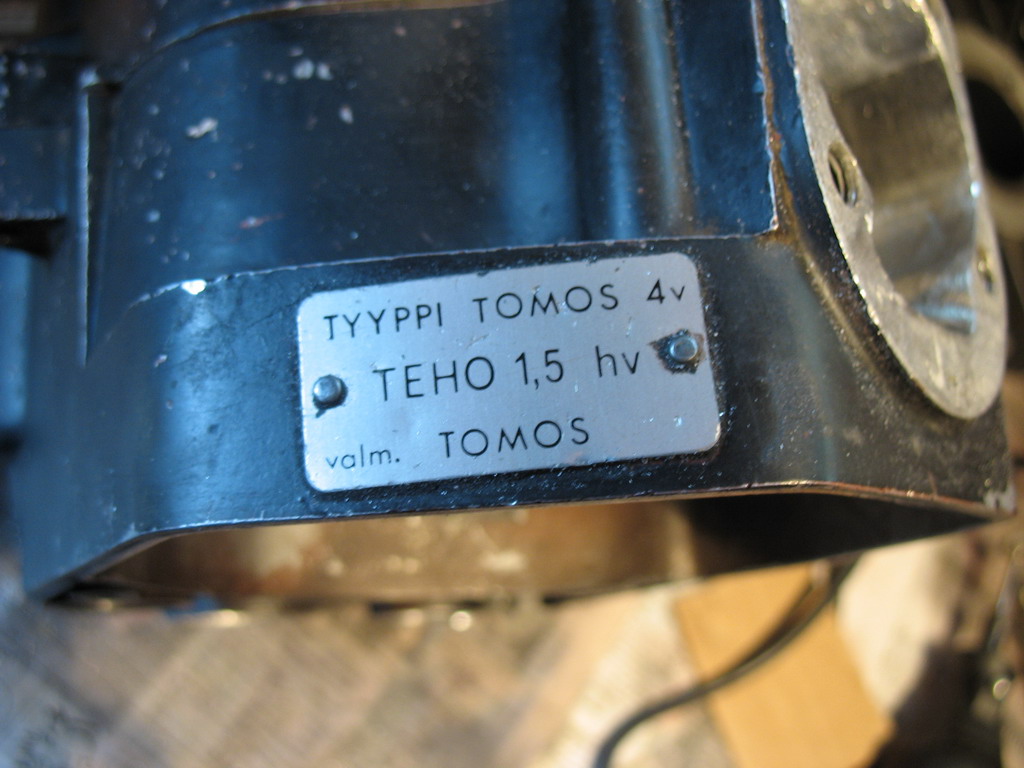 TYYPPI TOMOS 4v
TEHO 1,5 hv
valm. TOMOS